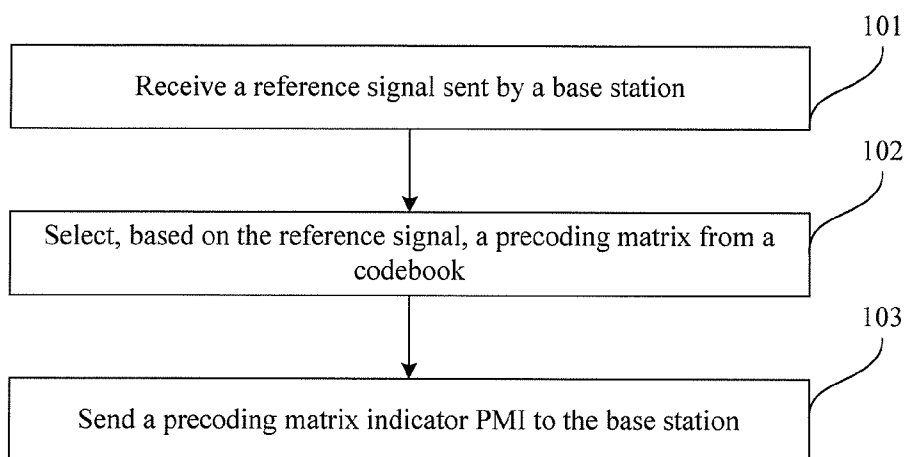 101
Receive a reference signal sent by a base station
102
Select, based on the reference signal, a precoding matrix from a
codebook
103
Send a precoding matrix indicator PMI to the base station